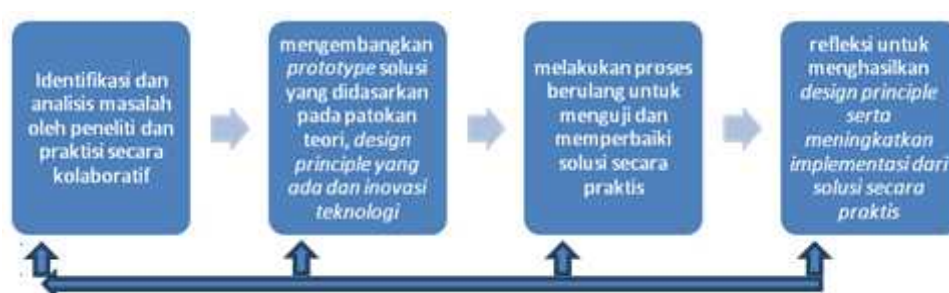 Identifikasi dan
analisis masalah
oleh peneliti dan
praktisi secara
kolaboratif
mengembangkan
prototype solusi
yang didasarkan
pada patokan
teori, design
principle yang
ada dan inovasi
teknologi
melakukan proses
berulang untuk
menguji dan
memperbaiki
solusi secara
praktis
refleksi untuk
menghasilkan
design principle
serta
meningkatkan
implementasi dari
solusi secara
praktis